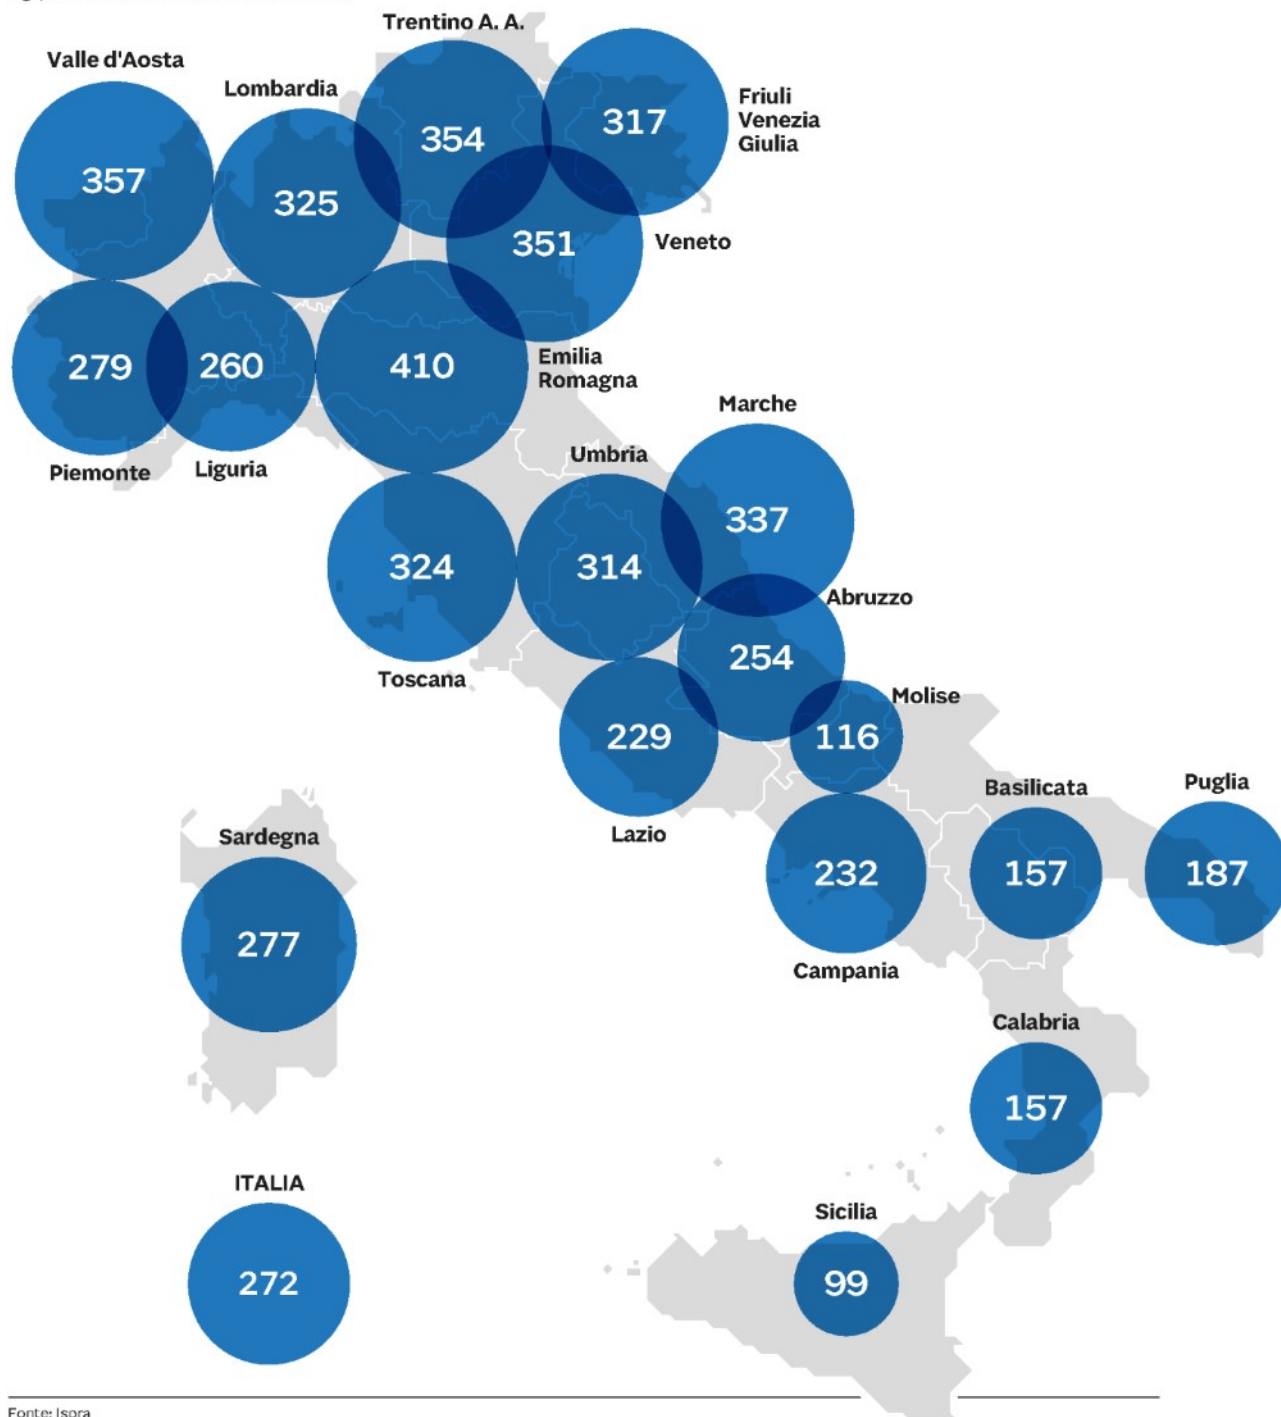 Trentino A. A.
Valle d'Aosta
Lombardia
Friuli
Venezia
Giulia
354
317
357
325
351
Veneto
279
260
410
Emilia
Romagna
Piemonte
Liguria
Marche
Umbria
337
324
314
Abruzzo
Toscana
254
Molise
229
116
Lazio
Basilicata
Puglia
232
157
187
Campania
Sardegna
277
Calabria
157
ITALIA
272
Sicilia
99
Fonte: Ispra